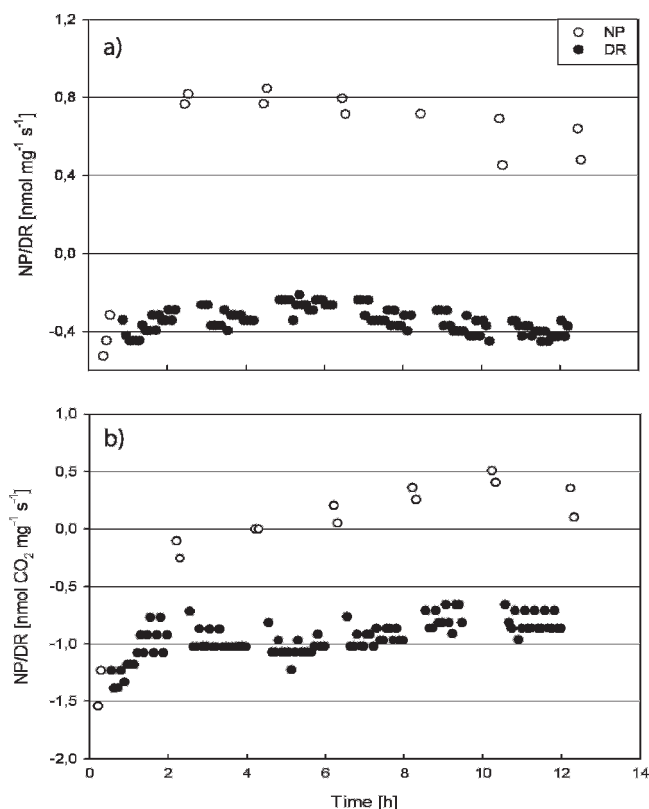 1,2
a)
NP
DR
0,8
0,4
0,0
-0,4
NP/DR [nmol mg⁻¹ s⁻¹]
1,0
b)
0,5
0,0
-0,5
-1,0
-1,5
-2,0
NP/DR [nmol CO₂ mg⁻¹ s⁻¹]
0 2 4 6 8 10 12 14
Time [h]